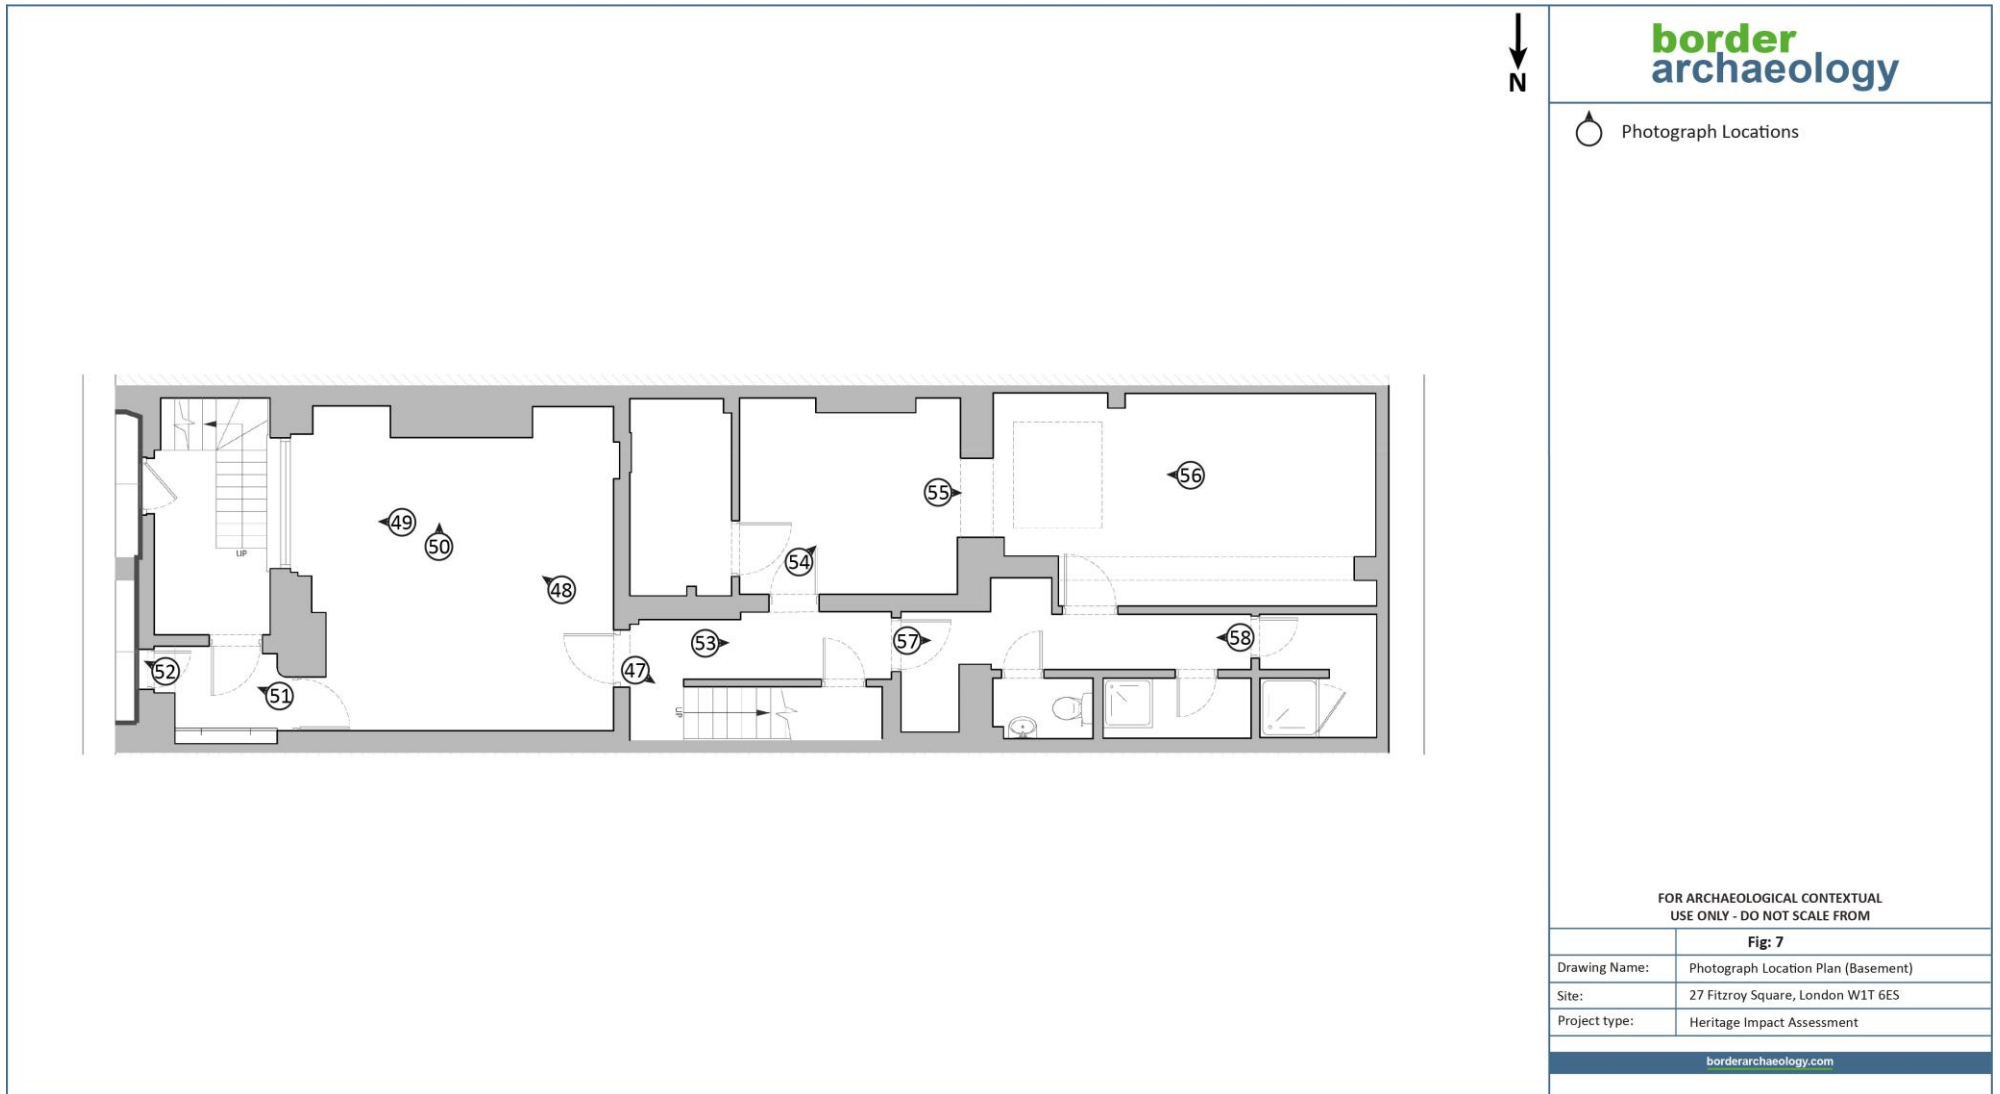 N
border
archaeology
Photograph Locations
UP
49
50
48
55
56
54
53
57
58
47
52
51
UP
FOR ARCHAEOLOGICAL CONTEXTUAL
USE ONLY - DO NOT SCALE FROM
Fig: 7
Drawing Name: Photograph Location Plan (Basement)
Site: 27 Fitzroy Square, London W1T 6ES
Project type: Heritage Impact Assessment
borderarchaeology.com